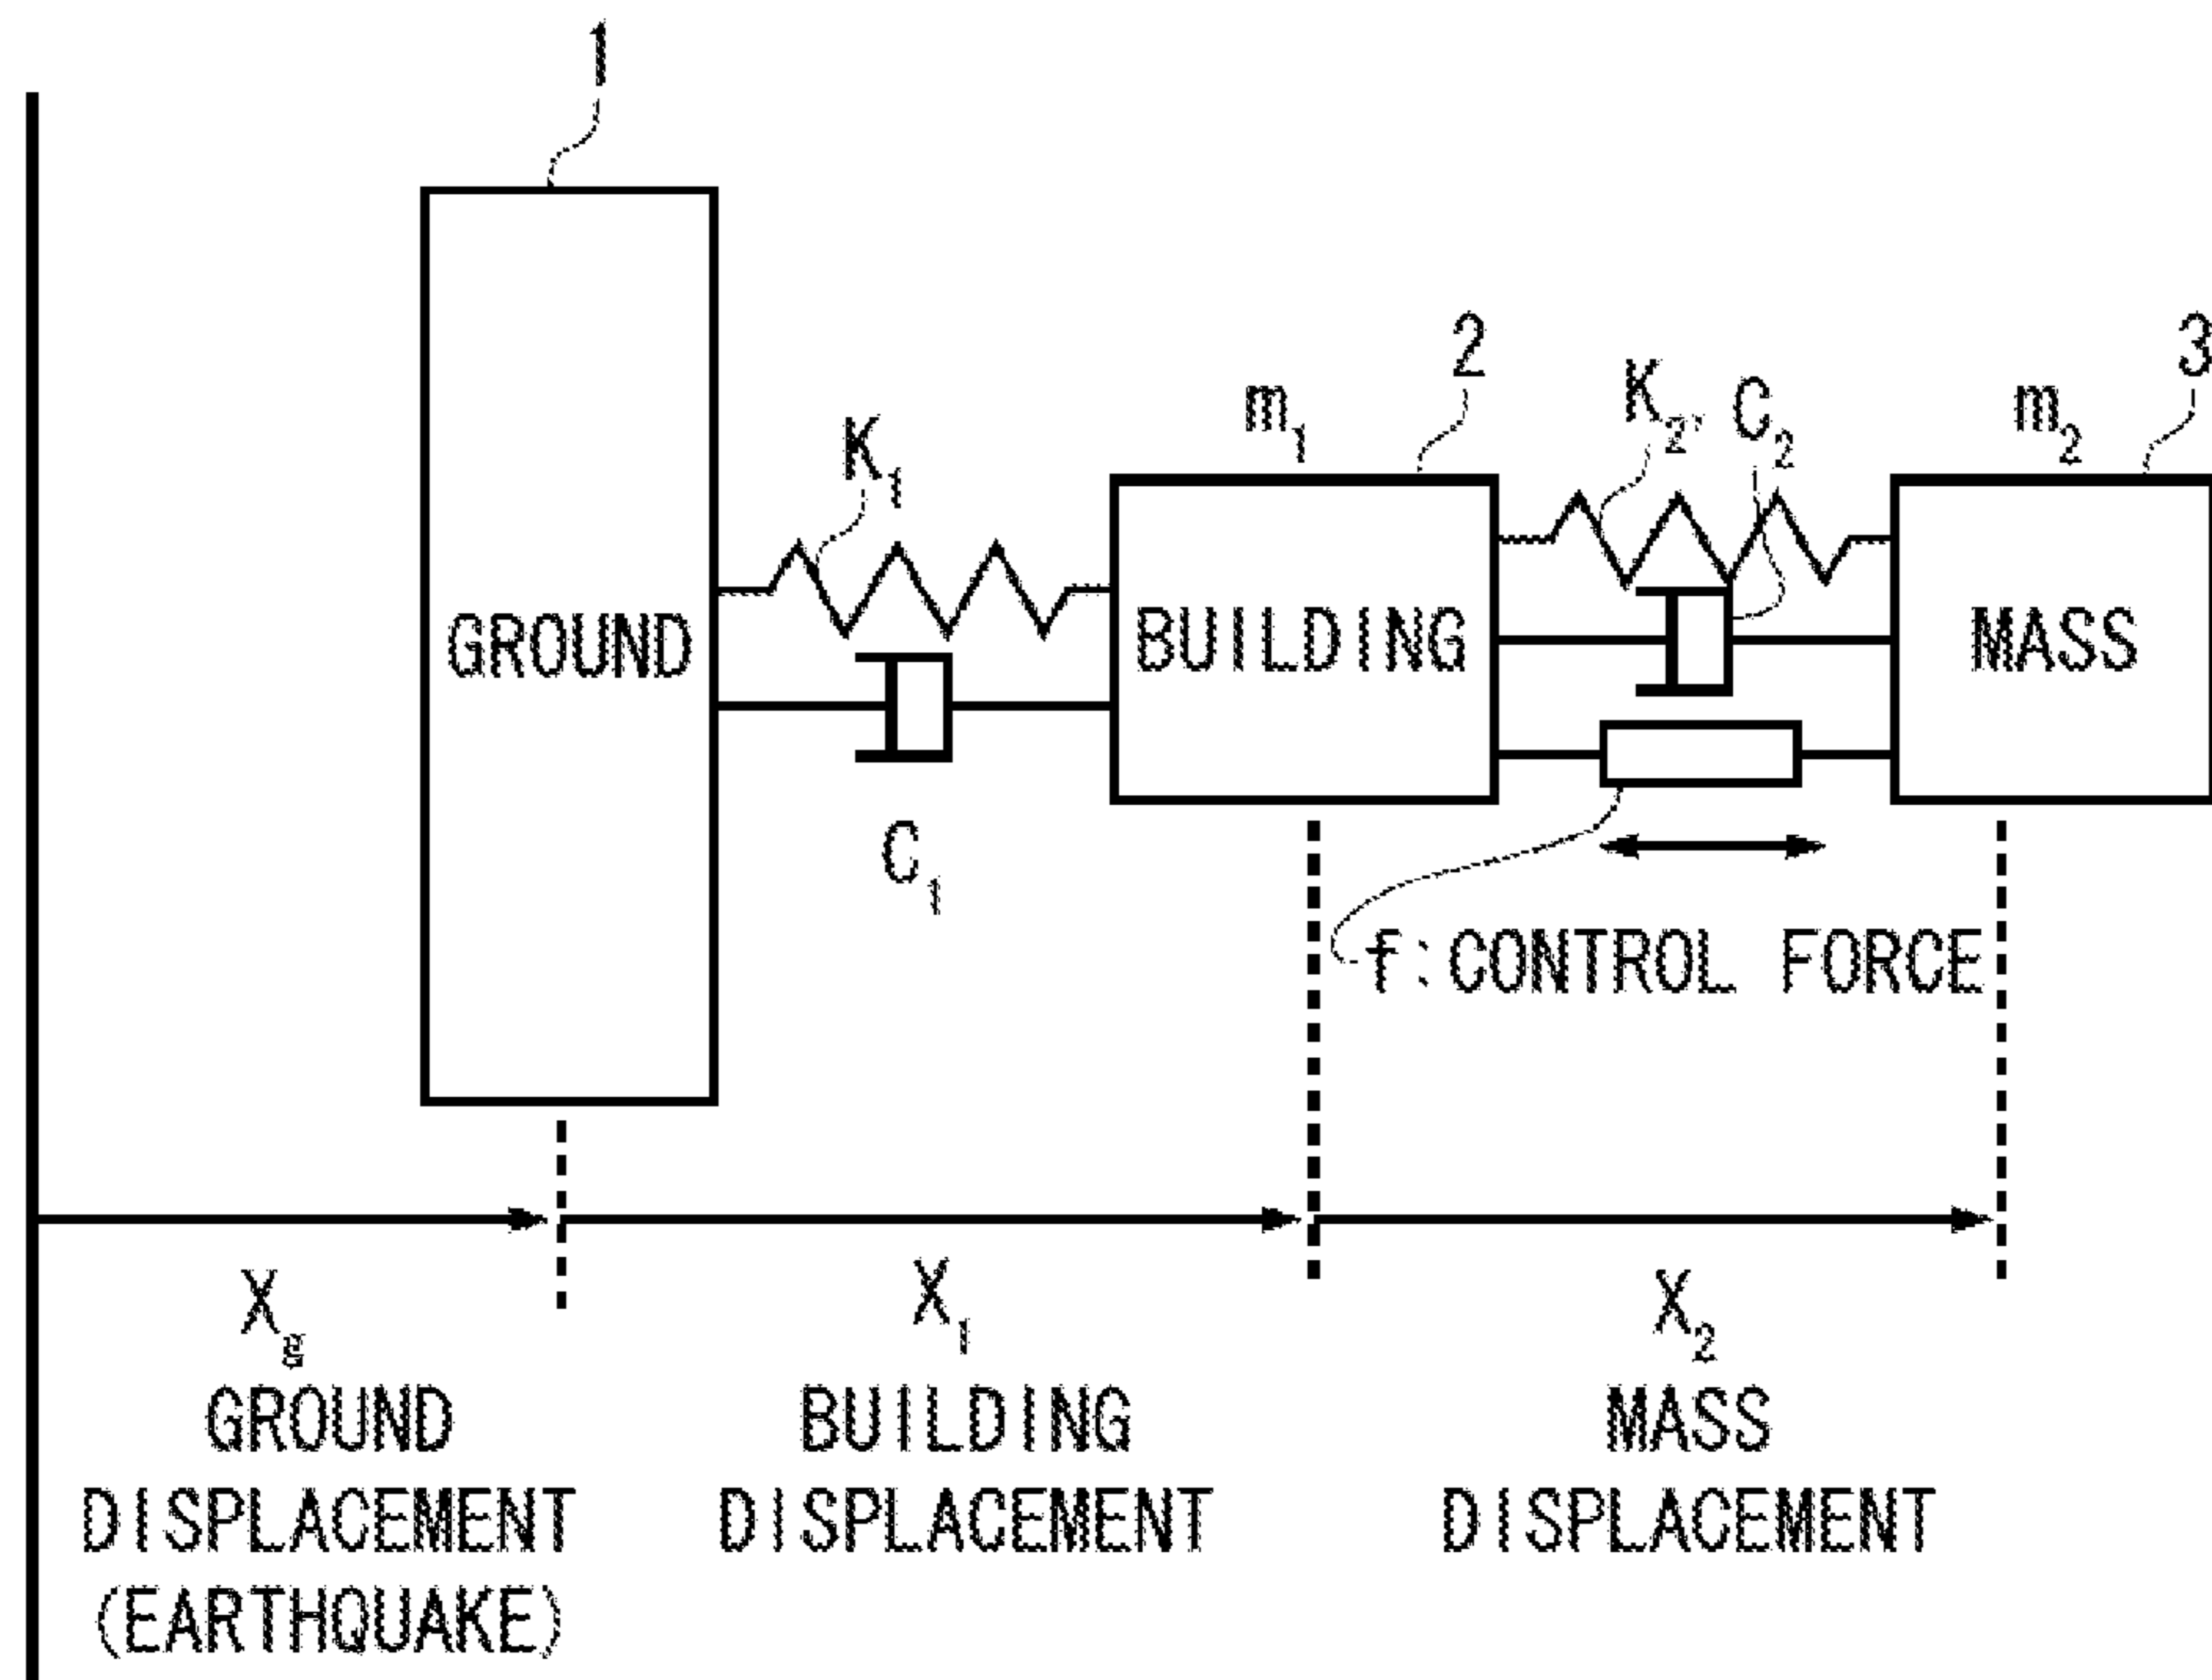 1
2
3
m1
K2,
C2
m2
K1
GROUND
BUILDING
MASS
C1
f:CONTROL FORCE
Xg
GROUND
DISPLACEMENT
(EARTHQUAKE)
X1
BUILDING
DISPLACEMENT
X2
MASS
DISPLACEMENT